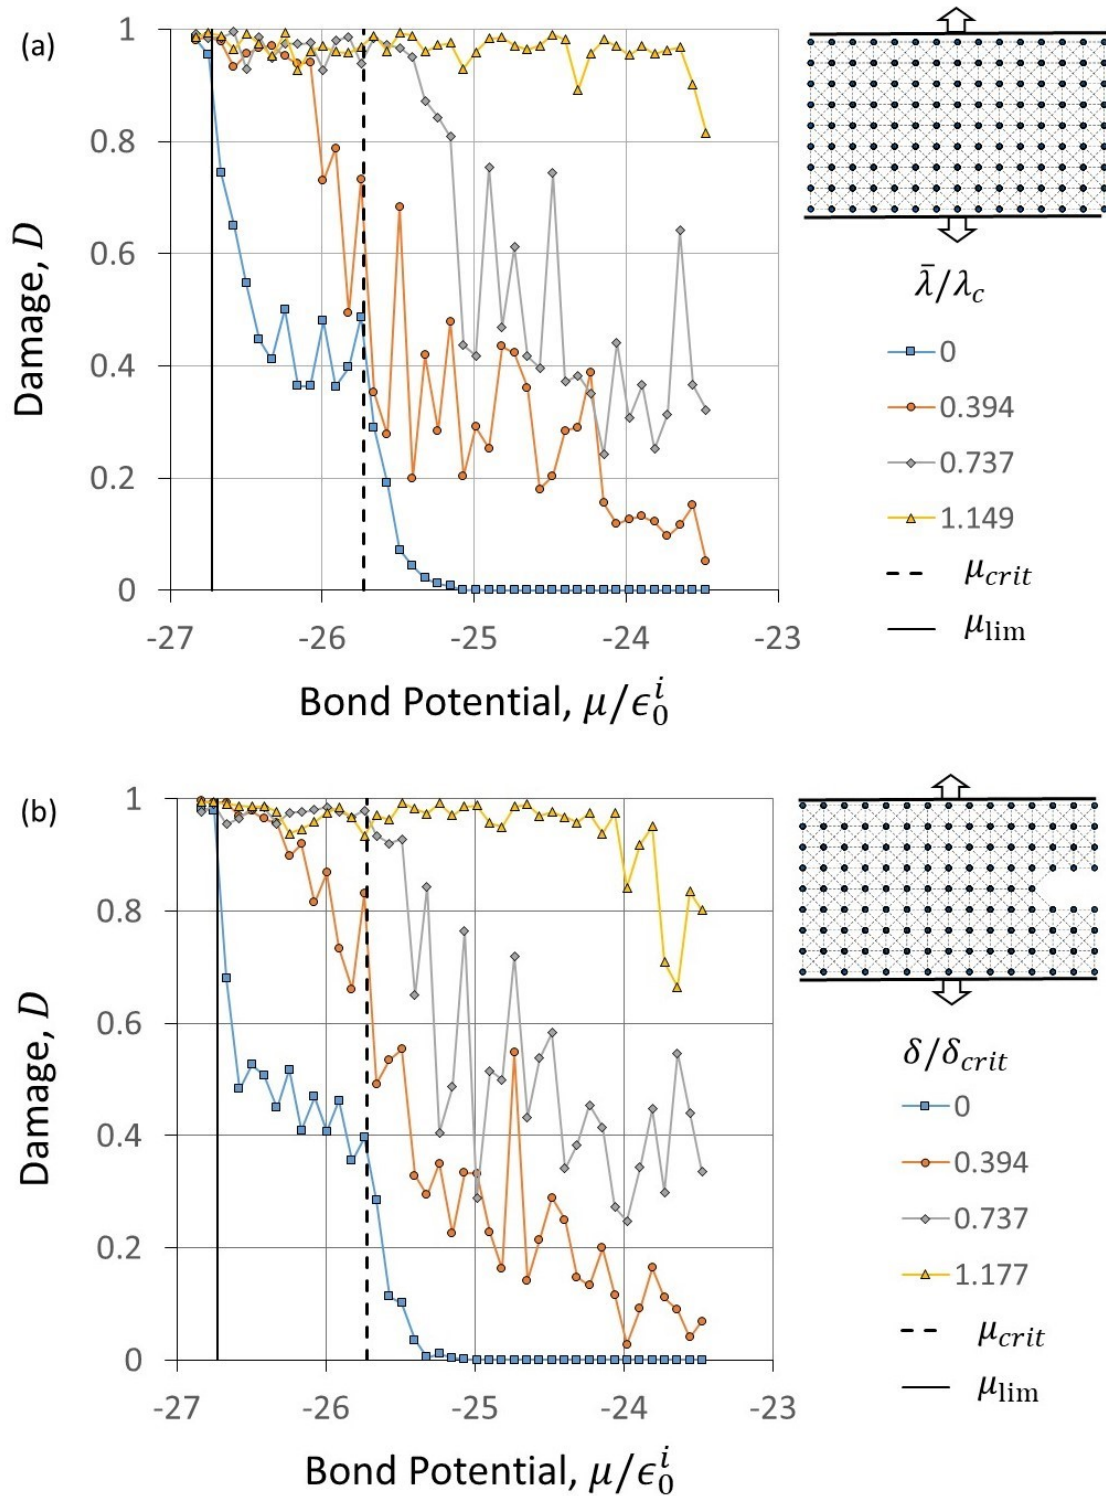 (a)
1
0.8
0.6
0.4
0.2
0
Damage, D
-27 -26 -25 -24 -23
Bond Potential, μ/ϵ₀ⁱ
λ̄/λ_c
0
0.394
0.737
1.149
μ_crit
μ_lim
(b)
1
0.8
0.6
0.4
0.2
0
Damage, D
-27 -26 -25 -24 -23
Bond Potential, μ/ϵ₀ⁱ
δ/δ_crit
0
0.394
0.737
1.177
μ_crit
μ_lim